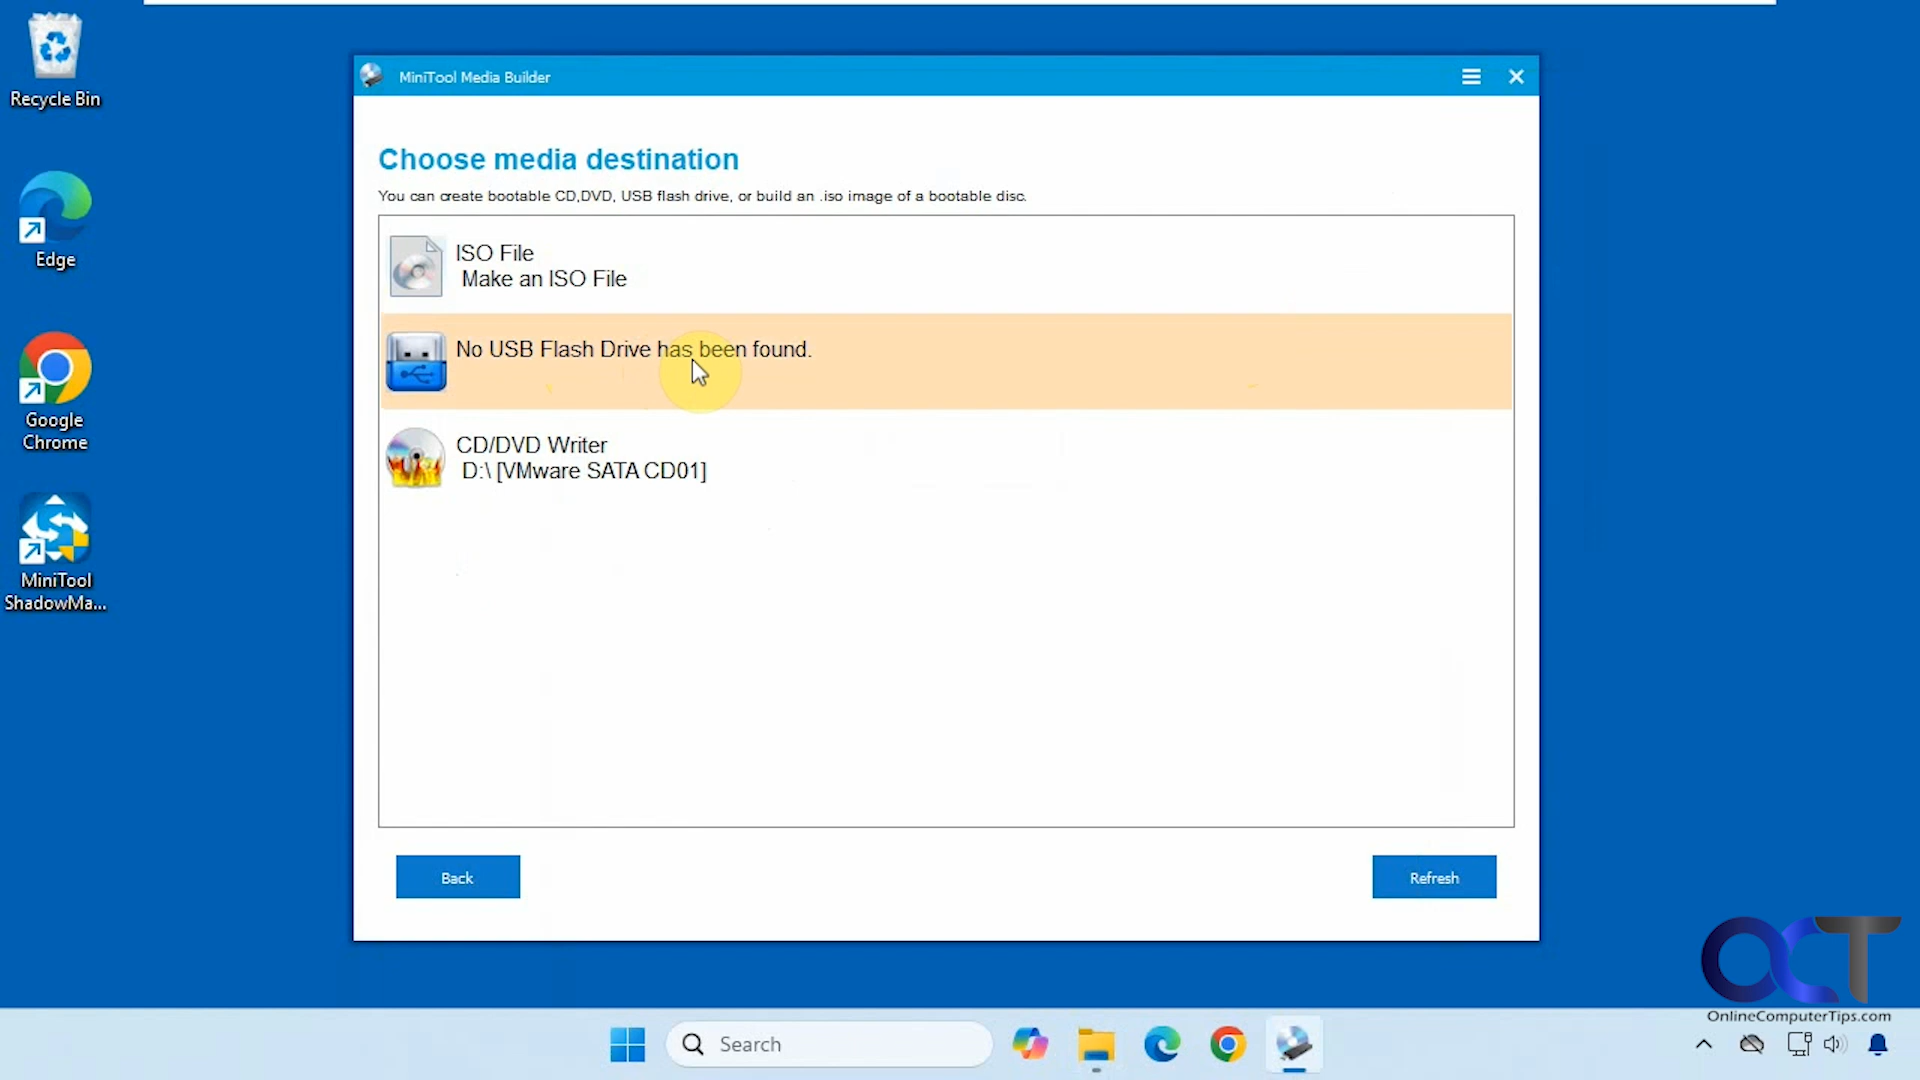 Recycle Bin
Edge
Google
Chrome
MiniTool
ShadowMa...
MiniTool Media Builder
Choose media destination
You can create bootable CD,DVD, USB flash drive, or build an .iso image of a bootable disc.
ISO File
Make an ISO File
No USB Flash Drive has been found.
CD/DVD Writer
D:\ [VMware SATA CD01]
Back
Refresh
OCT
OnlineComputerTips.com
Search